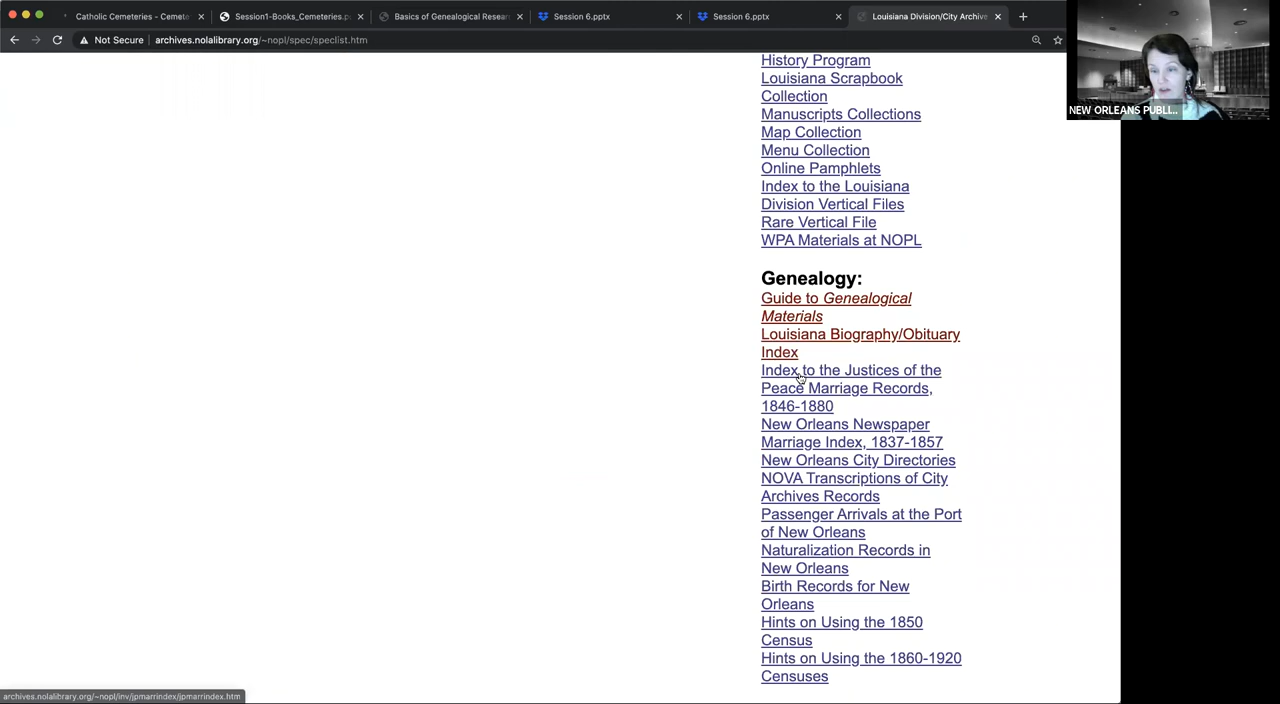 Catholic Cemeteries - Cemete
Session1-Books_Cemeteries.p
Basics of Genealogical Resear
Session 6.pptx
Session 6.pptx
Louisiana Division/City Archive
Not Secure
archives.nolalibrary.org/~nopl/spec/speclist.htm
NEW ORLEANS PUBLI...
History Program
Louisiana Scrapbook
Collection
Manuscripts Collections
Map Collection
Menu Collection
Online Pamphlets
Index to the Louisiana
Division Vertical Files
Rare Vertical File
WPA Materials at NOPL
Genealogy:
Guide to Genealogical
Materials
Louisiana Biography/Obituary
Index
Index to the Justices of the
Peace Marriage Records,
1846-1880
New Orleans Newspaper
Marriage Index, 1837-1857
New Orleans City Directories
NOVA Transcriptions of City
Archives Records
Passenger Arrivals at the Port
of New Orleans
Naturalization Records in
New Orleans
Birth Records for New
Orleans
Hints on Using the 1850
Census
Hints on Using the 1860-1920
Censuses
archives.nolalibrary.org/~nopl/inv/jpmarrindex/jpmarrindex.htm